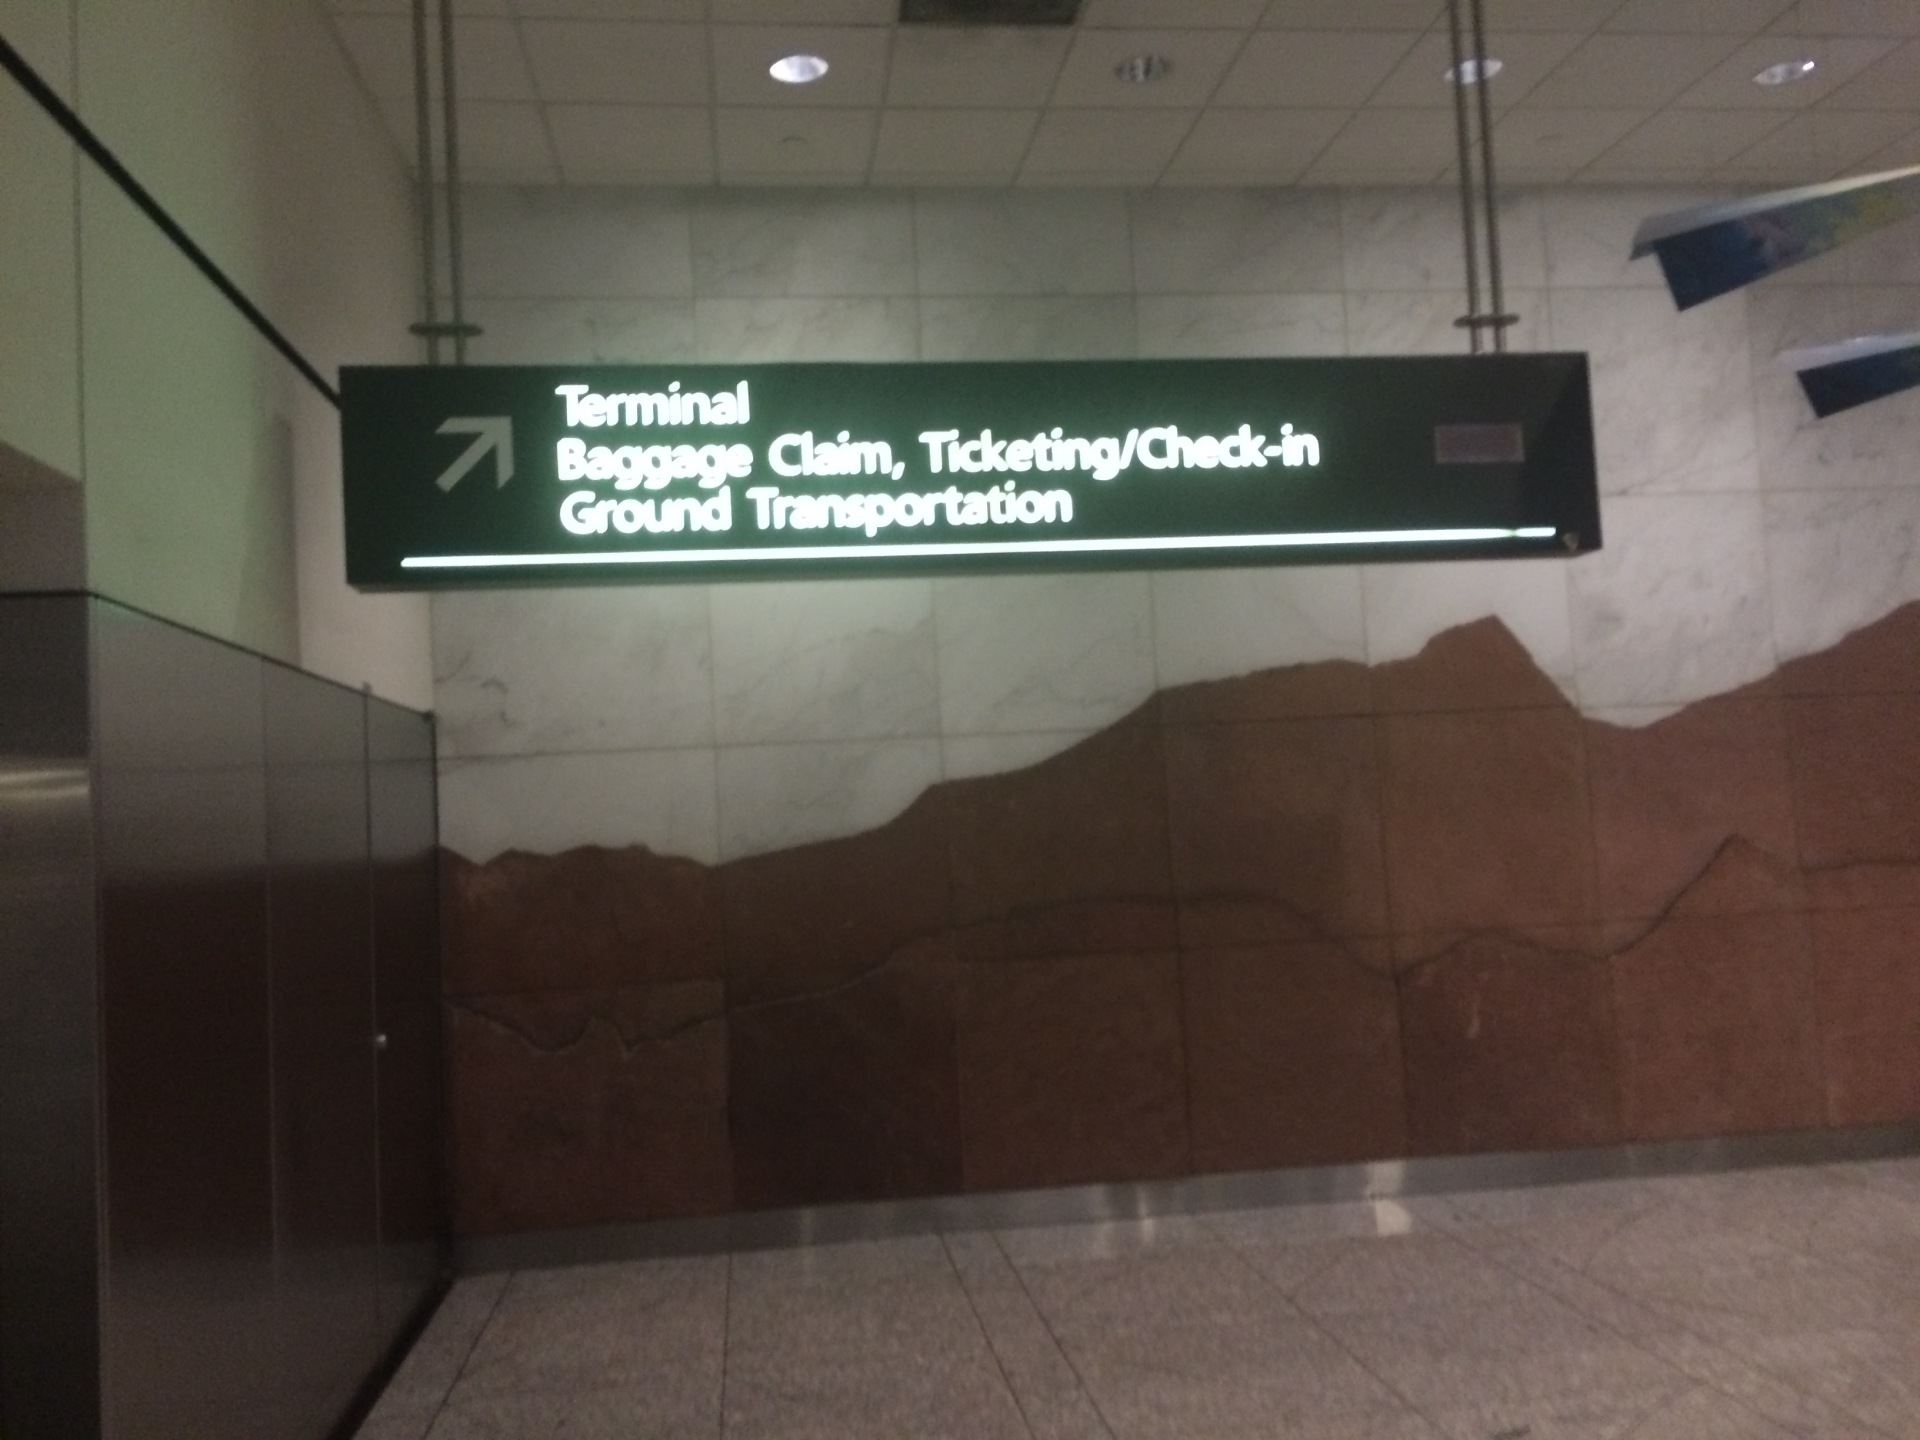 Terminal
Baggage Claim, Ticketing/Check-in
Ground Transportation